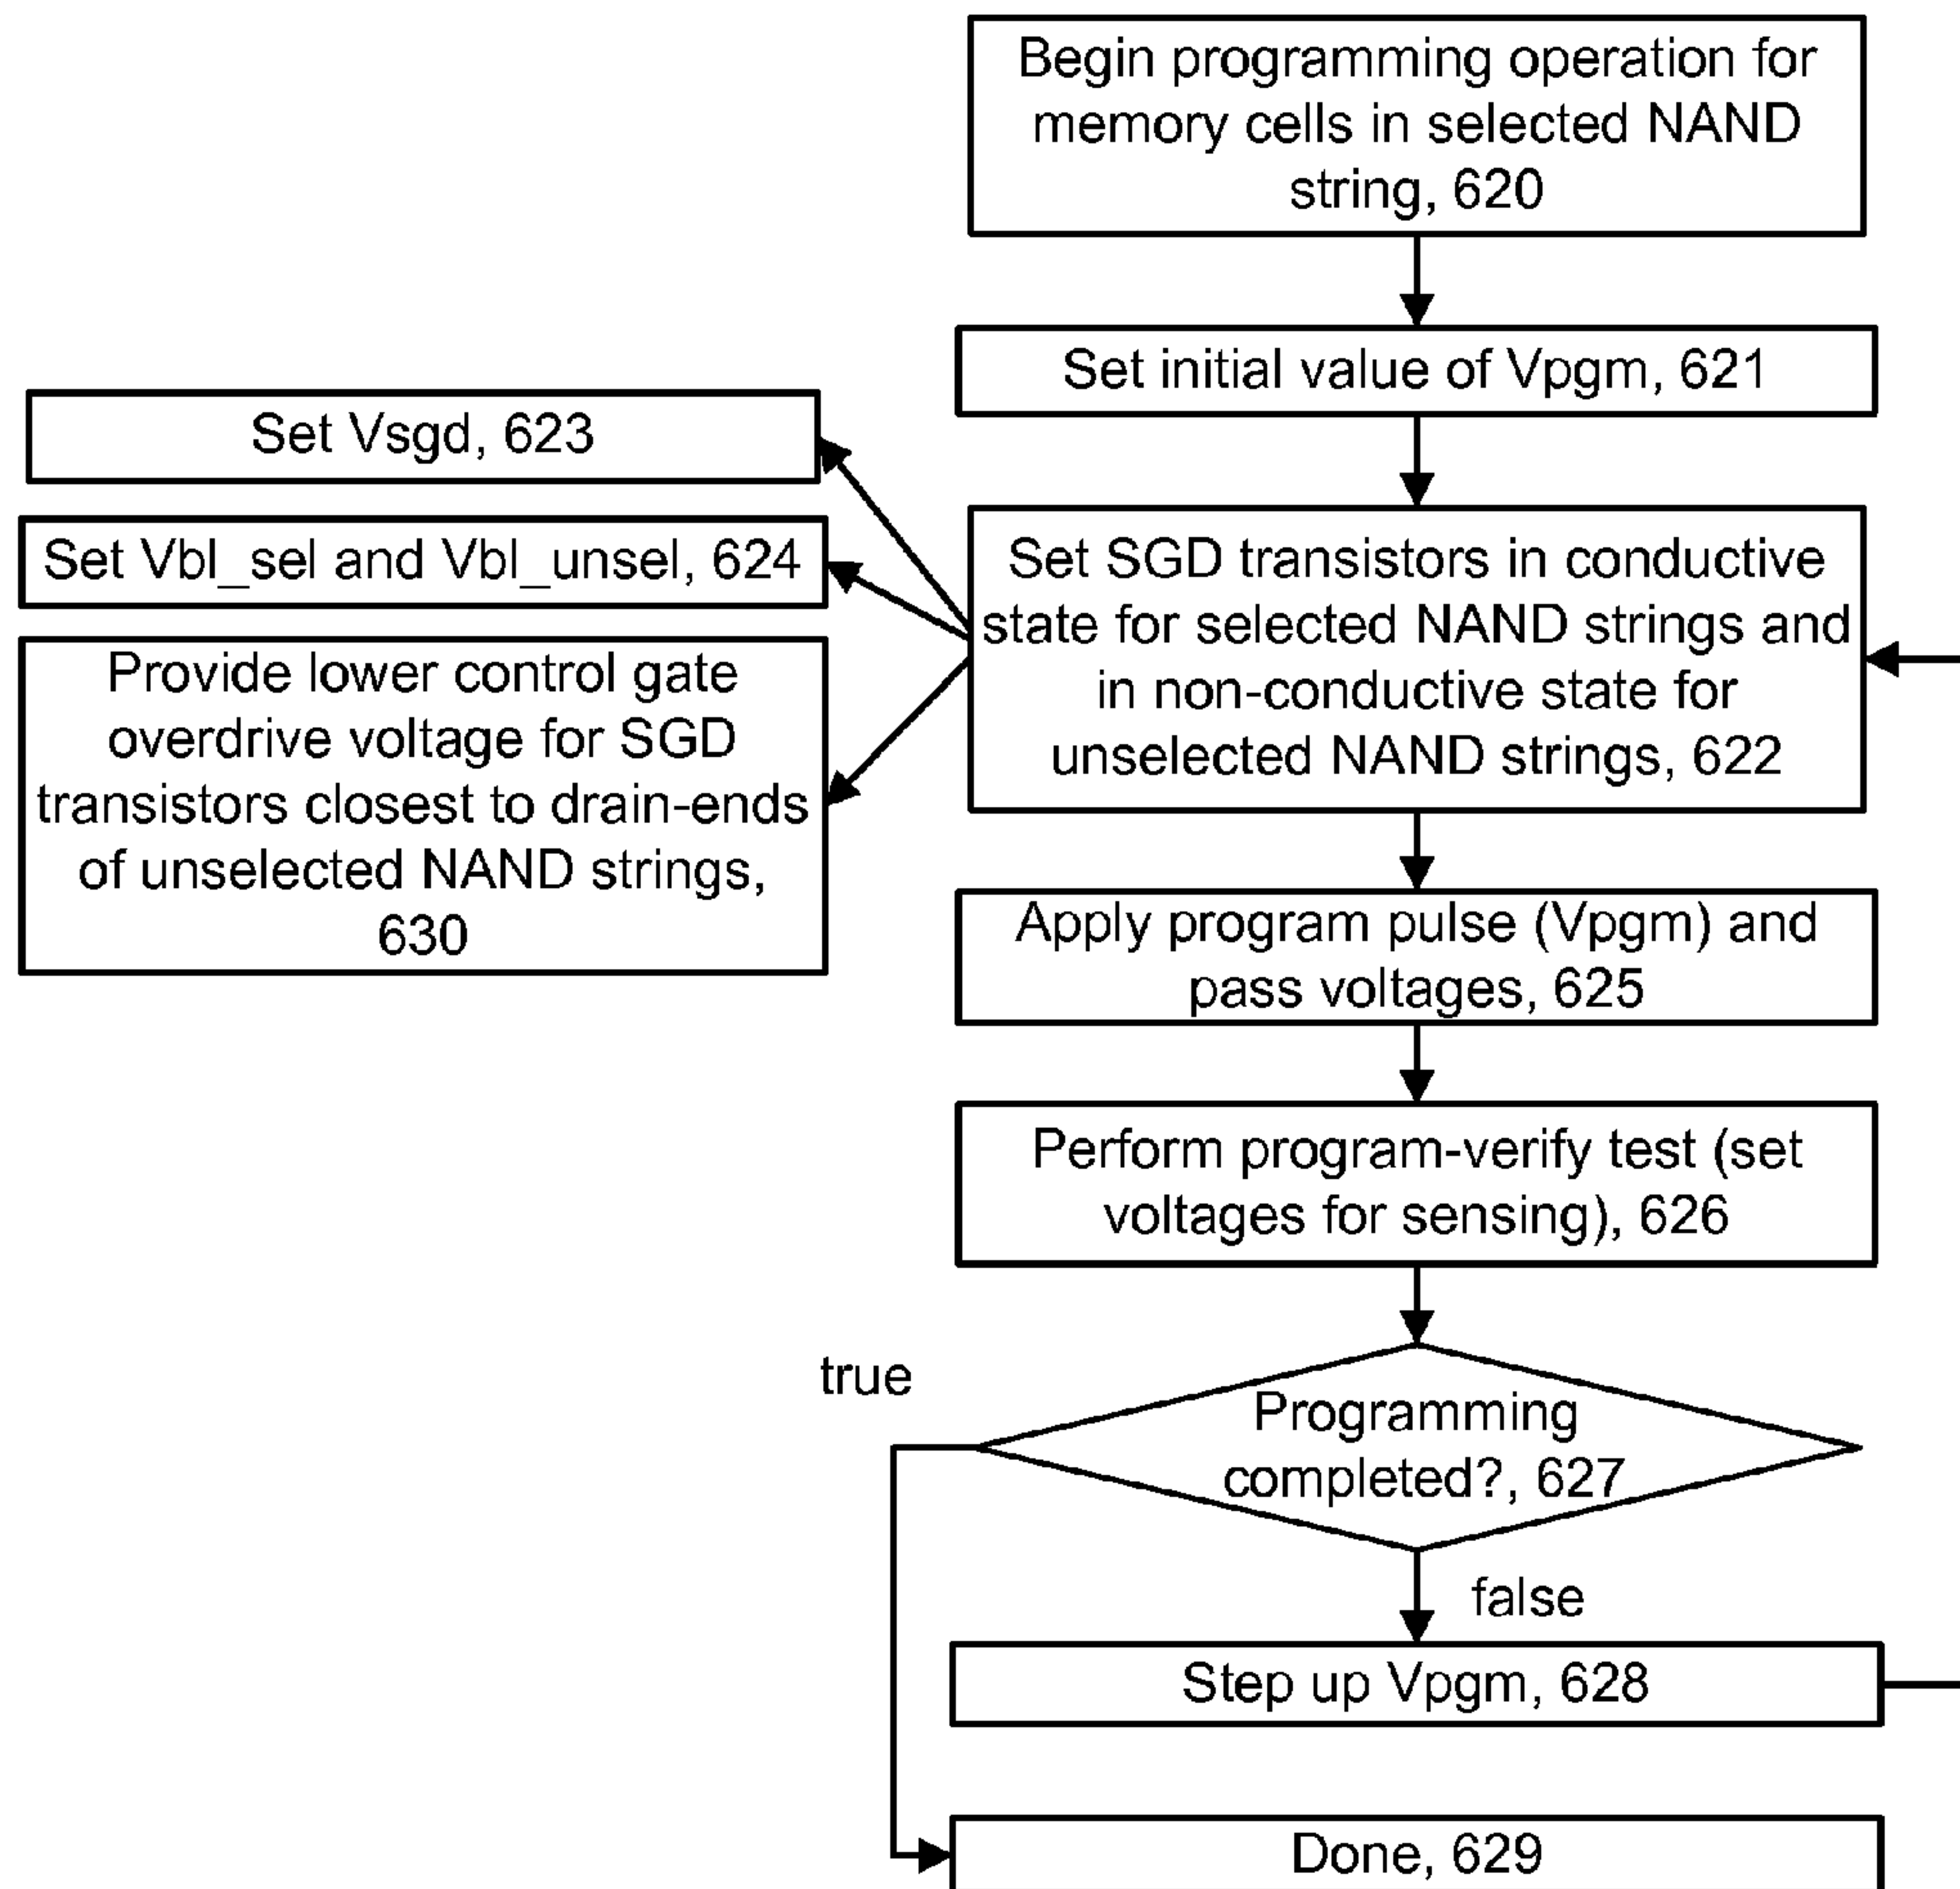 Begin programming operation for
memory cells in selected NAND
string, 620
Set initial value of Vpgm, 621
Set Vsgd, 623
Set Vbl_sel and Vbl_unsel, 624
Provide lower control gate
overdrive voltage for SGD
transistors closest to drain-ends
of unselected NAND strings,
630
Set SGD transistors in conductive
state for selected NAND strings and
in non-conductive state for
unselected NAND strings, 622
Apply program pulse (Vpgm) and
pass voltages, 625
Perform program-verify test (set
voltages for sensing), 626
true
Programming
completed?, 627
false
Step up Vpgm, 628
Done, 629